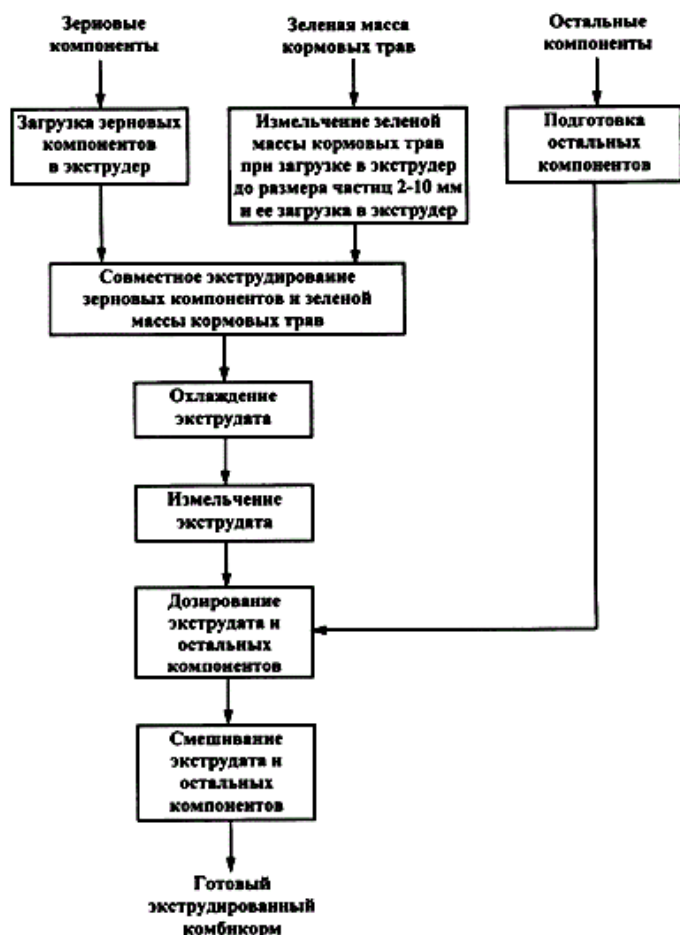 Зерновые
компоненты
Зеленая масса
кормовых трав
Остальные
компоненты
Загрузка зерновых
компонентов
в экструдер
Измельчение зеленой
массы кормовых трав
при загрузке в экструдер
до размера частиц 2-10 мм
и ее загрузка в экструдер
Подготовка
остальных
компонентов
Совместное экструдирование
зерновых компонентов и зеленой
массы кормовых трав
Охлаждение
экструдата
Измельчение
экструдата
Дозирование
экструдата и
остальных
компонентов
Смешивание
экструдата и
остальных
компонентов
Готовый
экструдированный
комбикорм